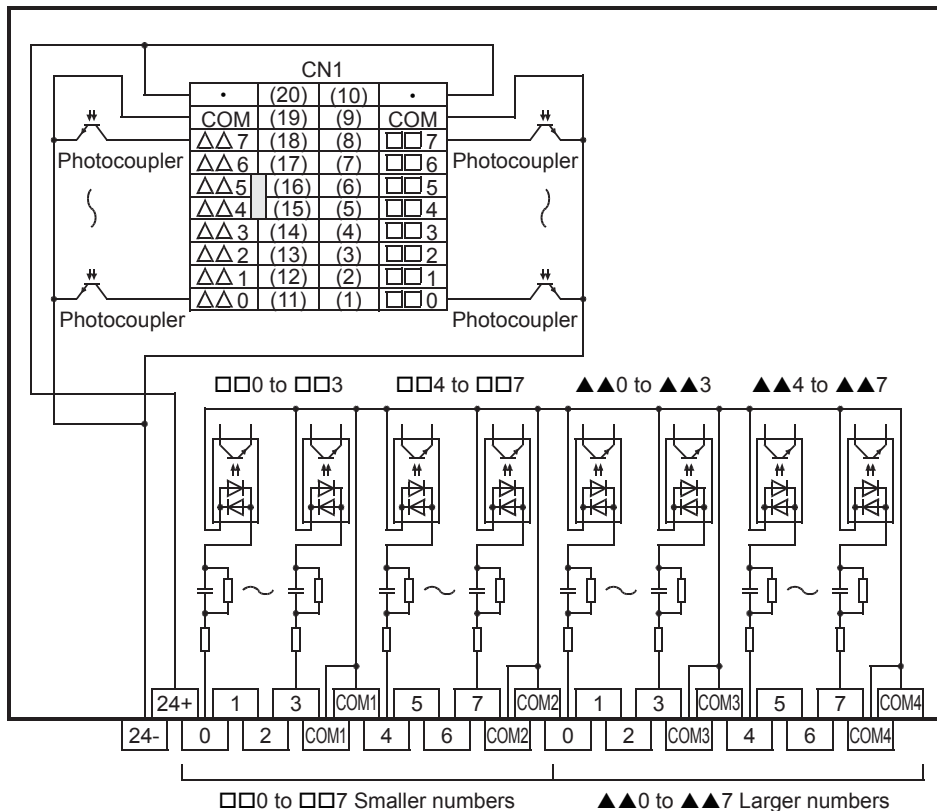 CN1
• (20) (10) •
COM (19) (9) COM
△△7 (18) (8) □□7
△△6 (17) (7) □□6
△△5 (16) (6) □□5
△△4 (15) (5) □□4
△△3 (14) (4) □□3
△△2 (13) (3) □□2
△△1 (12) (2) □□1
△△0 (11) (1) □□0
Photocoupler Photocoupler
Photocoupler Photocoupler
□□0 to □□3 □□4 to □□7 ▲▲0 to ▲▲3 ▲▲4 to ▲▲7
24+ 1 3 COM1 5 7 COM2 1 3 COM3 5 7 COM4
24- 0 2 COM1 4 6 COM2 0 2 COM3 4 6 COM4
□□0 to □□7 Smaller numbers ▲▲0 to ▲▲7 Larger numbers